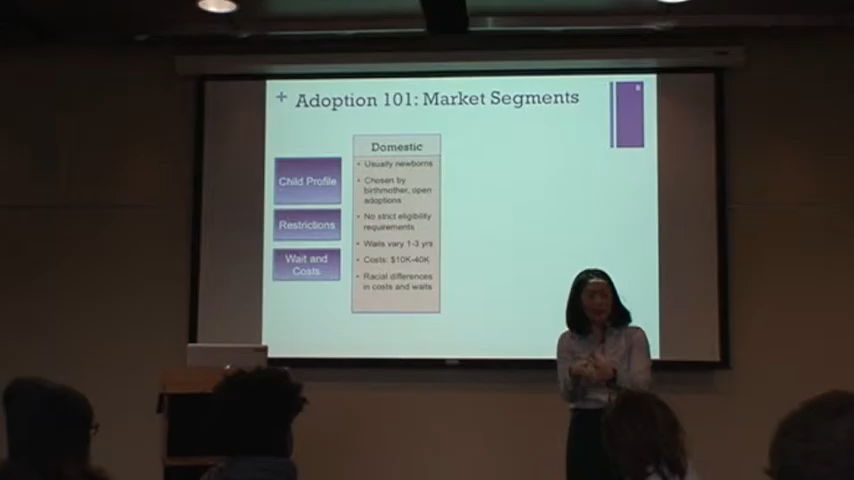 + Adoption 101: Market Segments
8
Domestic
Child Profile
Restrictions
Wait and
Costs
• Usually newborns
• Chosen by
birthmother, open
adoptions
• No strict eligibility
requirements
• Waits vary 1-3 yrs
• Costs: $10K-40K
• Racial differences
in costs and waits